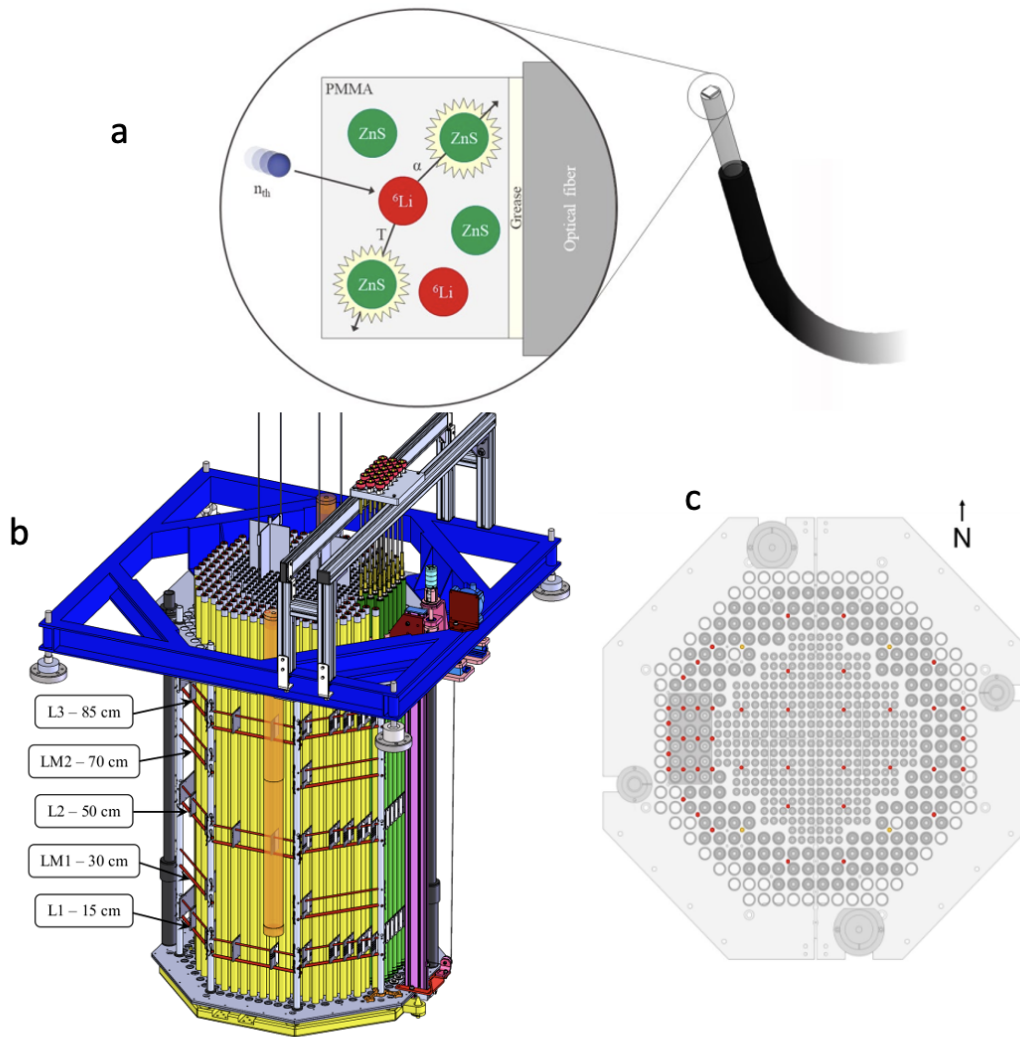 a
PMMA
ZnS
ZnS
α
n_th
⁶Li
ZnS
T
ZnS
⁶Li
Grease
Optical fiber
b
L3 – 85 cm
LM2 – 70 cm
L2 – 50 cm
LM1 – 30 cm
L1 – 15 cm
c
N